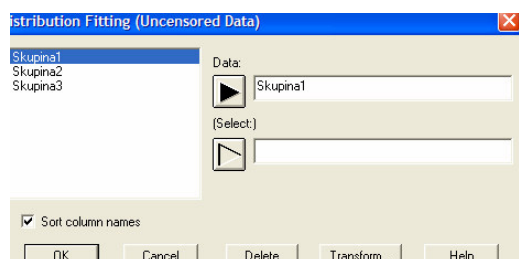 istribution Fitting (Uncensored Data)
Skupina1
Skupina2
Skupina3
Data:
Skupina1
(Select:)
Sort column names
OK Cancel Delete Transform Help